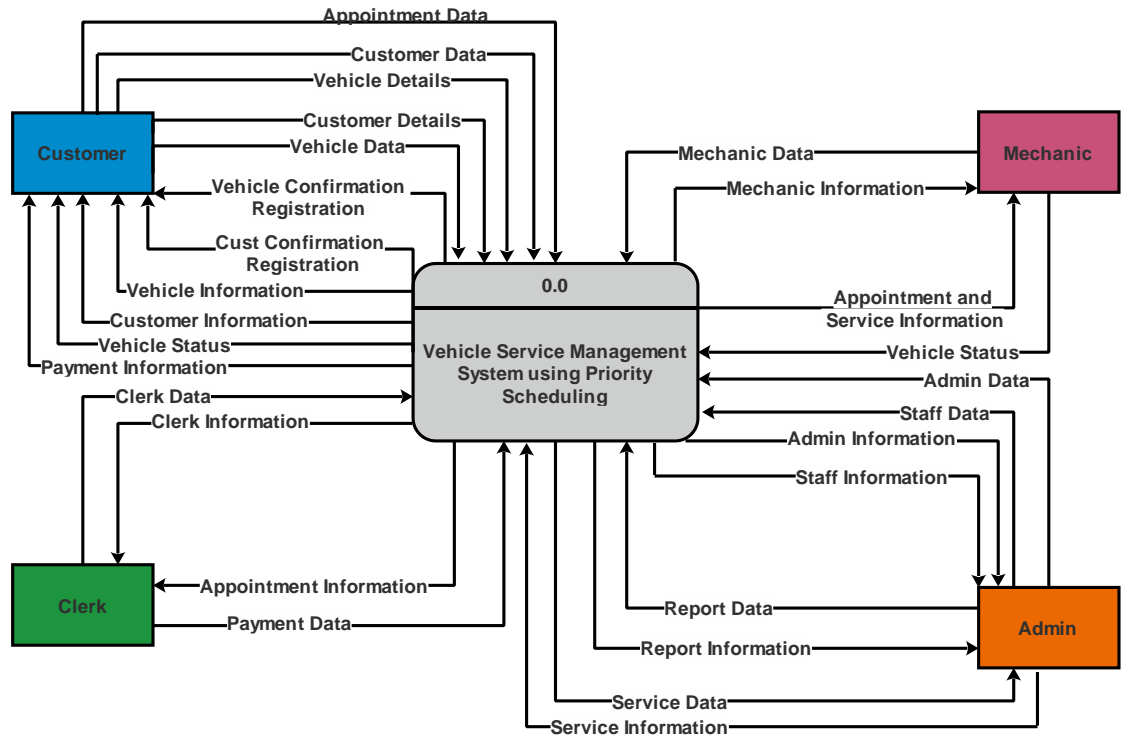 Appointment Data
Customer Data
Vehicle Details
Customer Details
Customer
Vehicle Data
Mechanic Data
Mechanic
Vehicle Confirmation
Registration
Mechanic Information
Cust Confirmation
Registration
0.0
Vehicle Information
Appointment and
Service Information
Customer Information
Vehicle Status
Vehicle Service Management
System using Priority
Scheduling
Vehicle Status
Payment Information
Admin Data
Clerk Data
Staff Data
Clerk Information
Admin Information
Staff Information
Appointment Information
Clerk
Payment Data
Report Data
Admin
Report Information
Service Data
Service Information